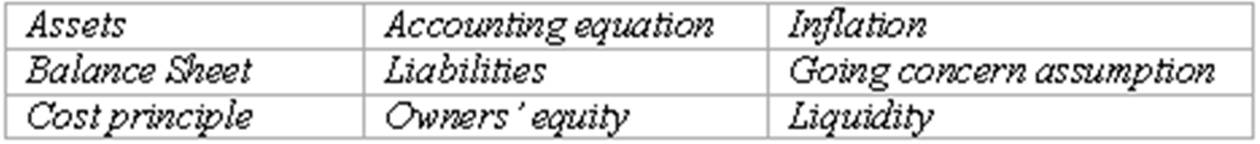 Assets Accounting equation Inflation
Balance Sheet Liabilities Going concern assumption
Cost principle Owners' equity Liquidity